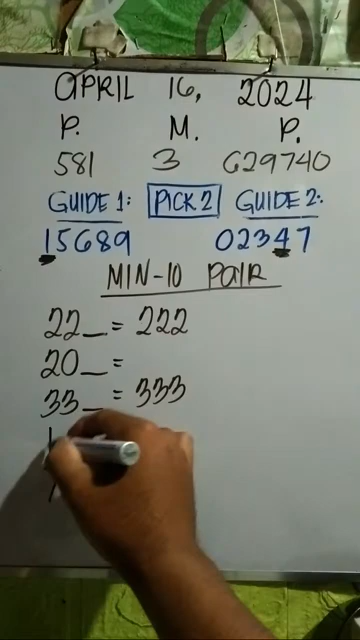 APRIL 16, 2024
P. M. P.
581 3 629740
GUIDE 1: PICK 2 GUIDE 2:
15689 02347
MIN-10 PAIR
22_ = 222
20_ =
33_ = 333